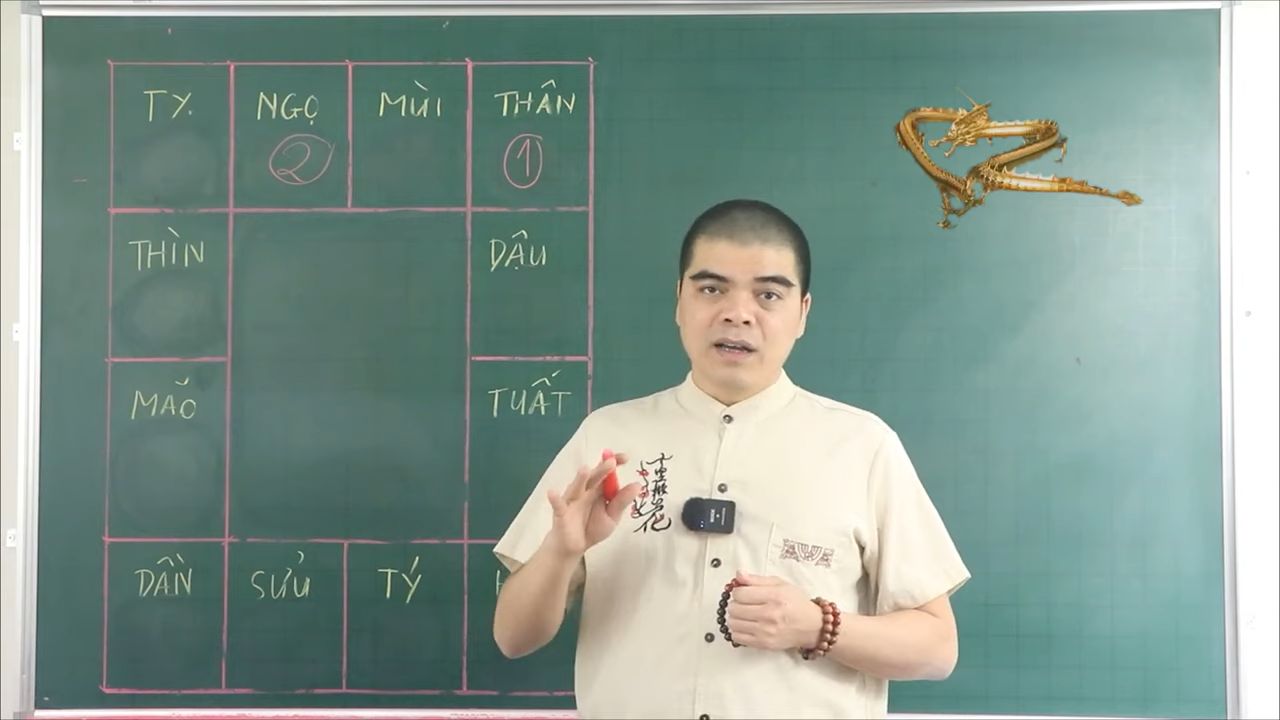 TỴ NGỌ MÙI THÂN
② ①
THÌN DẬU
MÃO TUẤT
DẦN SỬU TÝ